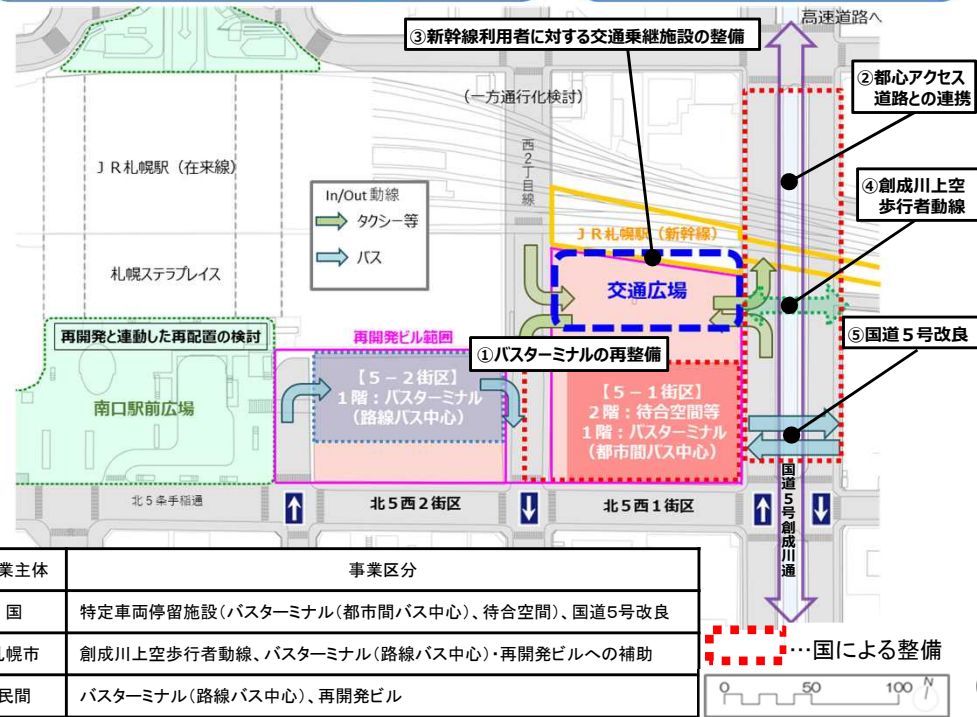 高速道路へ
③新幹線利用者に対する交通乗継施設の整備
②都心アクセス
道路との連携
(一方通行化検討)
西2丁目線
JR札幌駅(在来線)
④創成川上空
歩行者動線
In/Out 動線
タクシー等
バス
JR札幌駅(新幹線)
札幌ステラプレイス
交通広場
再開発と連動した再配置の検討
再開発ビル範囲
①バスターミナルの再整備
⑤国道5号改良
【5-2街区】
1階:バスターミナル
(路線バス中心)
【5-1街区】
2階:待合空間等
1階:バスターミナル
(都市間バス中心)
南口駅前広場
国道5号創成川通
北5条手稲通
北5西2街区
北5西1街区
業主体
事業区分
国
特定車両停留施設(バスターミナル(都市間バス中心)、待合空間)、国道5号改良
札幌市
創成川上空歩行者動線、バスターミナル(路線バス中心)・再開発ビルへの補助
民間
バスターミナル(路線バス中心)、再開発ビル
…国による整備
0 50 100 N